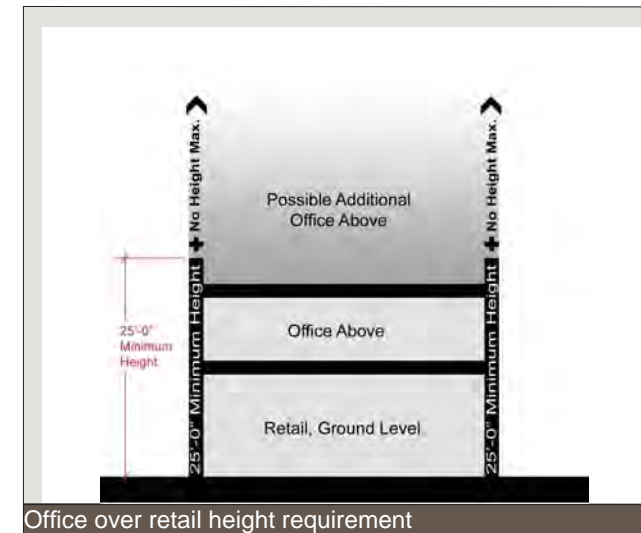 + No Height Max.
+ No Height Max.
Possible Additional
Office Above
25'-0"
Minimum
Height
25'-0" Minimum Height
25'-0" Minimum Height
Office Above
Retail, Ground Level
Office over retail height requirement